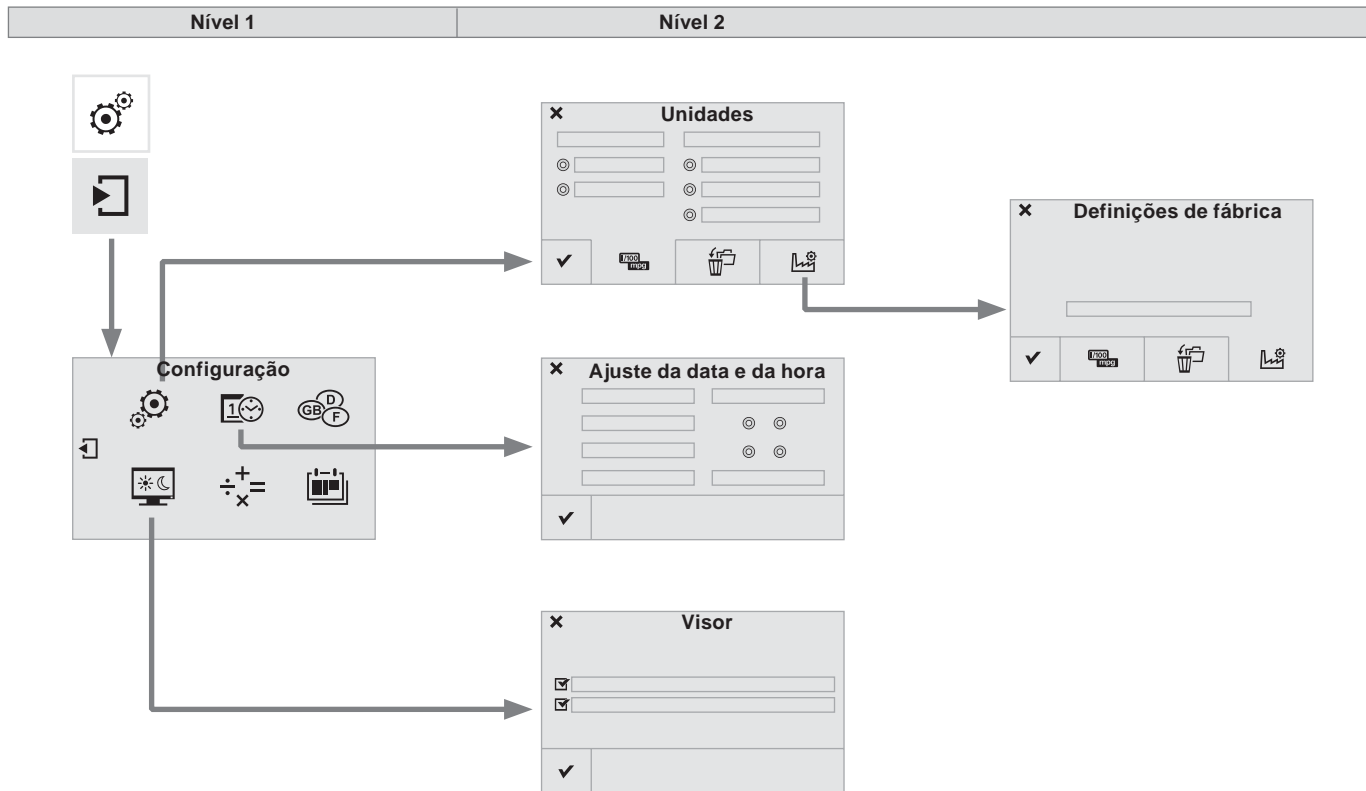 Nível 1
Nível 2
Unidades
l/100
mpg
Definições de fábrica
l/100
mpg
Configuração
1
GB
D
F
Ajuste da data e da hora
Visor